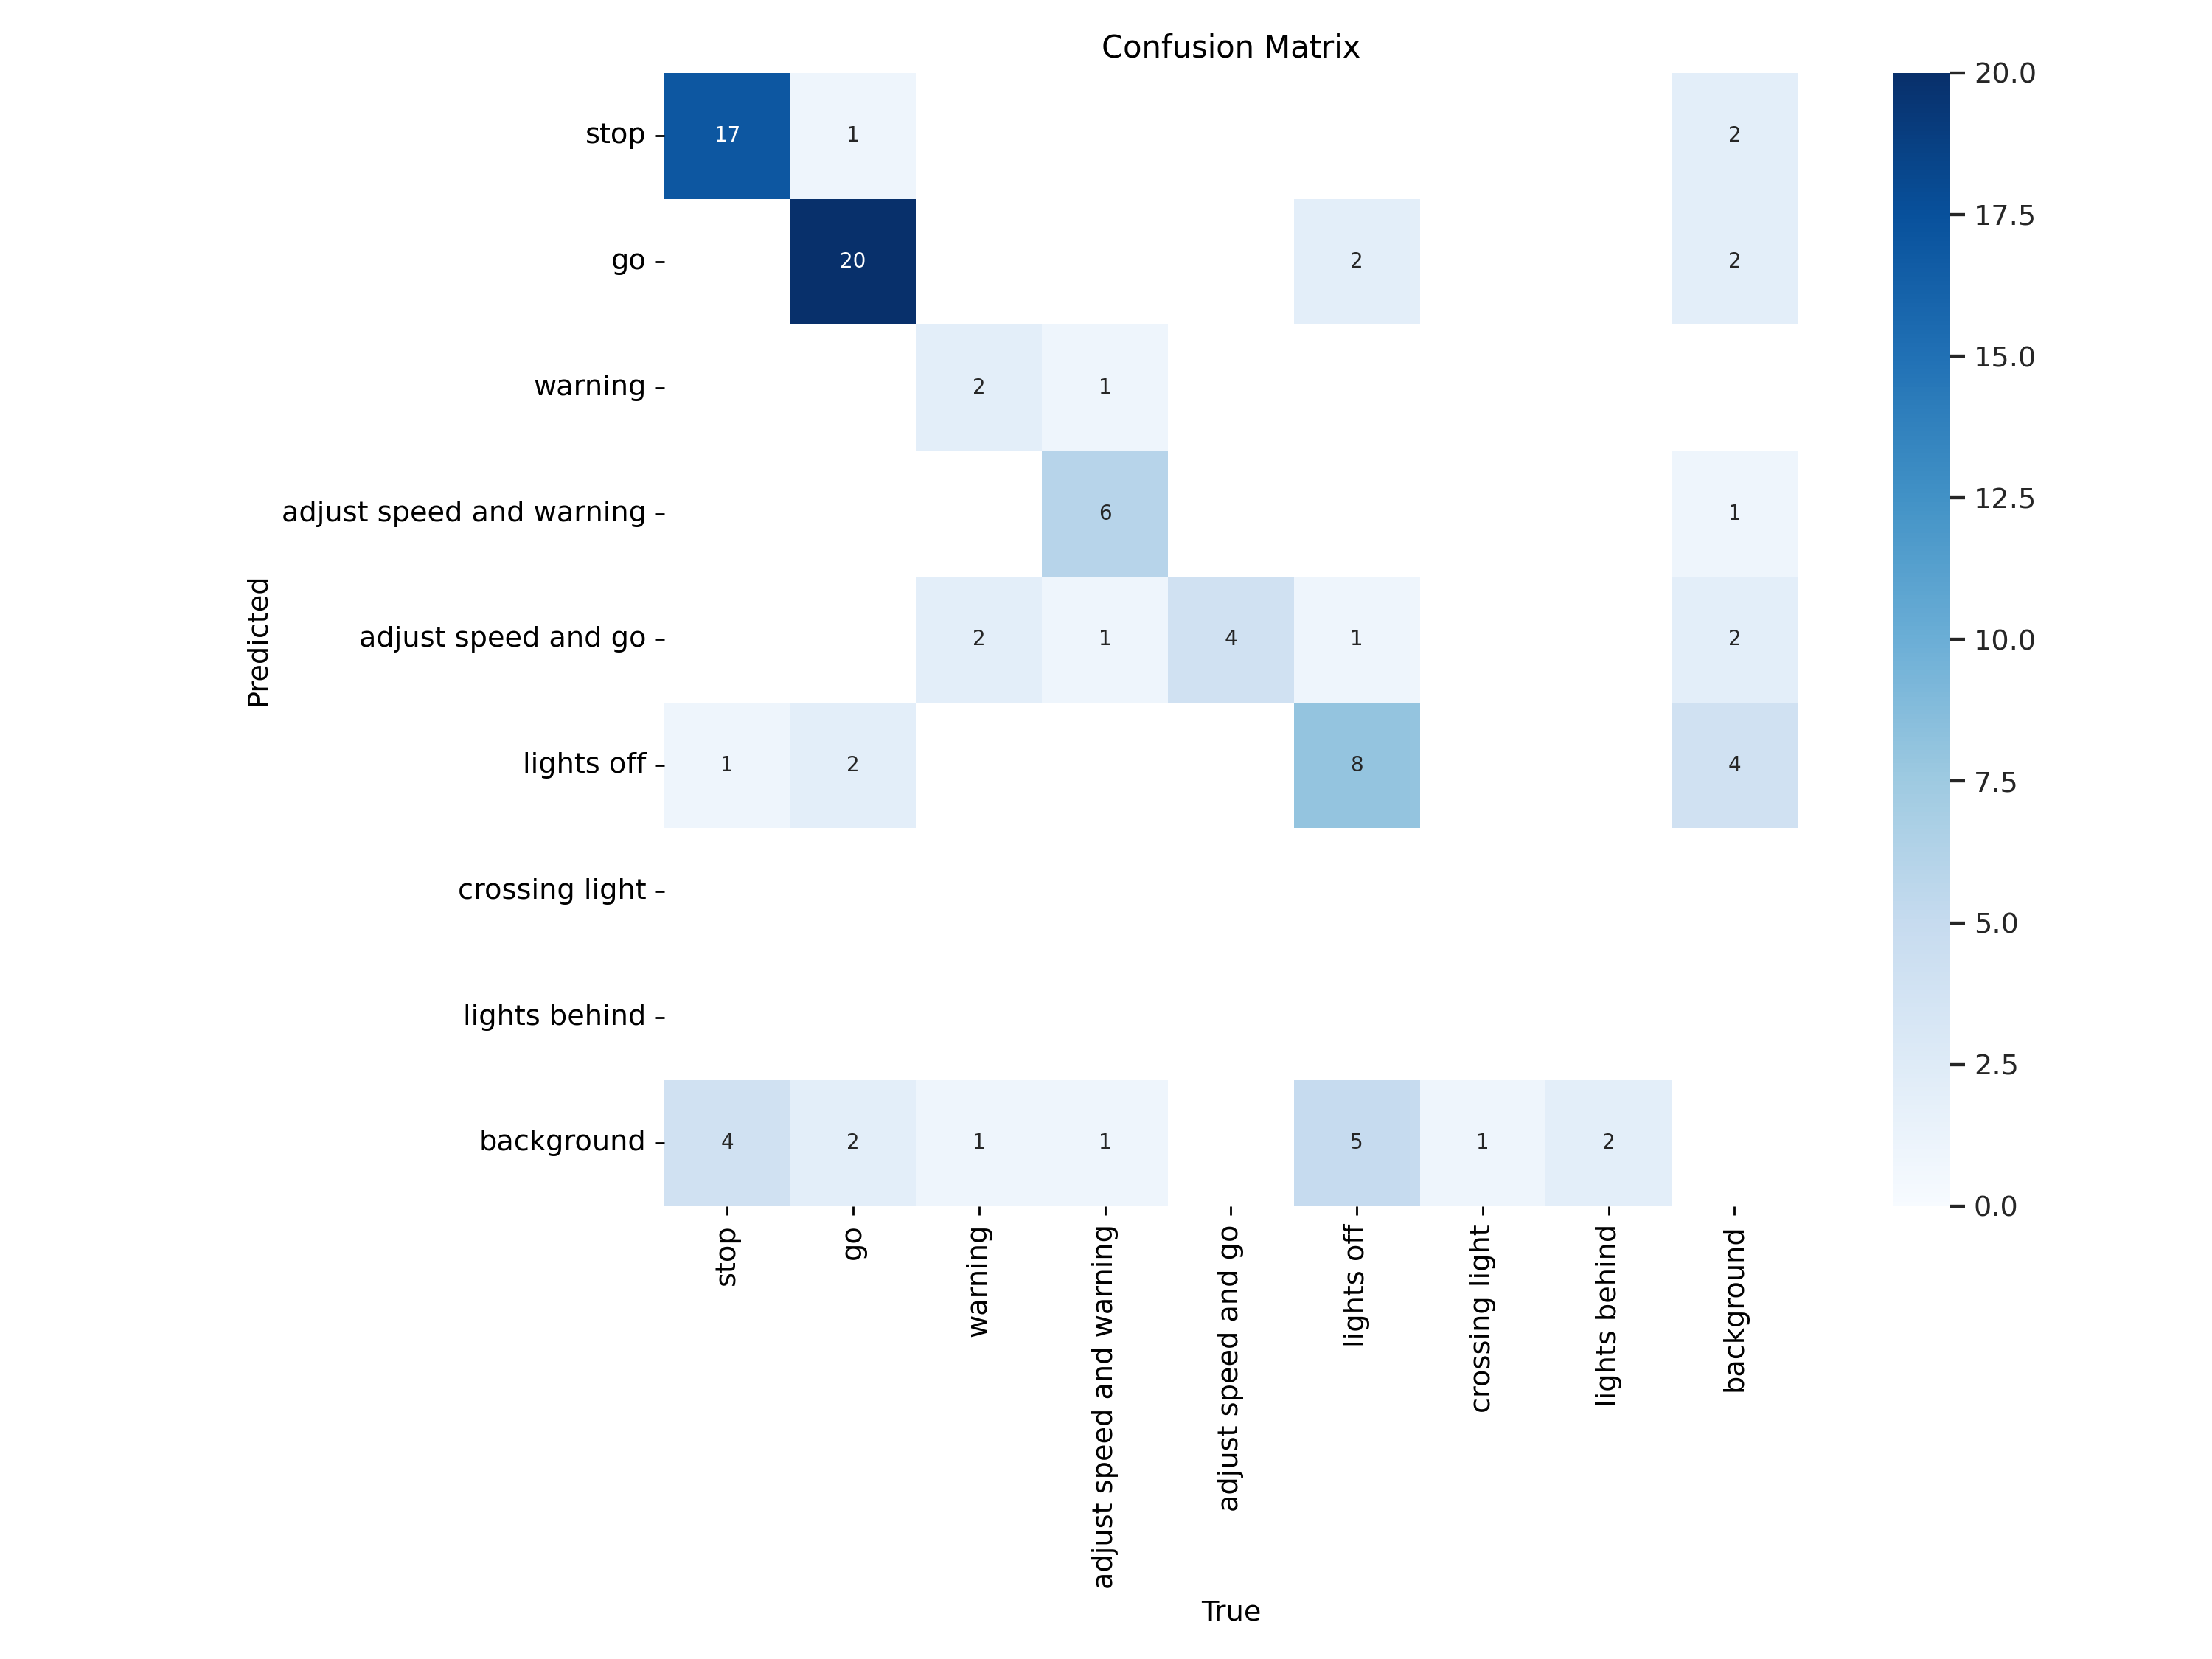 Confusion Matrix
stop 17 1 2
go 20 2 2
warning 2 1
adjust speed and warning 6 1
adjust speed and go 2 1 4 1 2
lights off 1 2 8 4
crossing light
lights behind
background 4 2 1 1 5 1 2
Predicted
stop
go
warning
adjust speed and warning
adjust speed and go
lights off
crossing light
lights behind
background
True
20.0
17.5
15.0
12.5
10.0
7.5
5.0
2.5
0.0